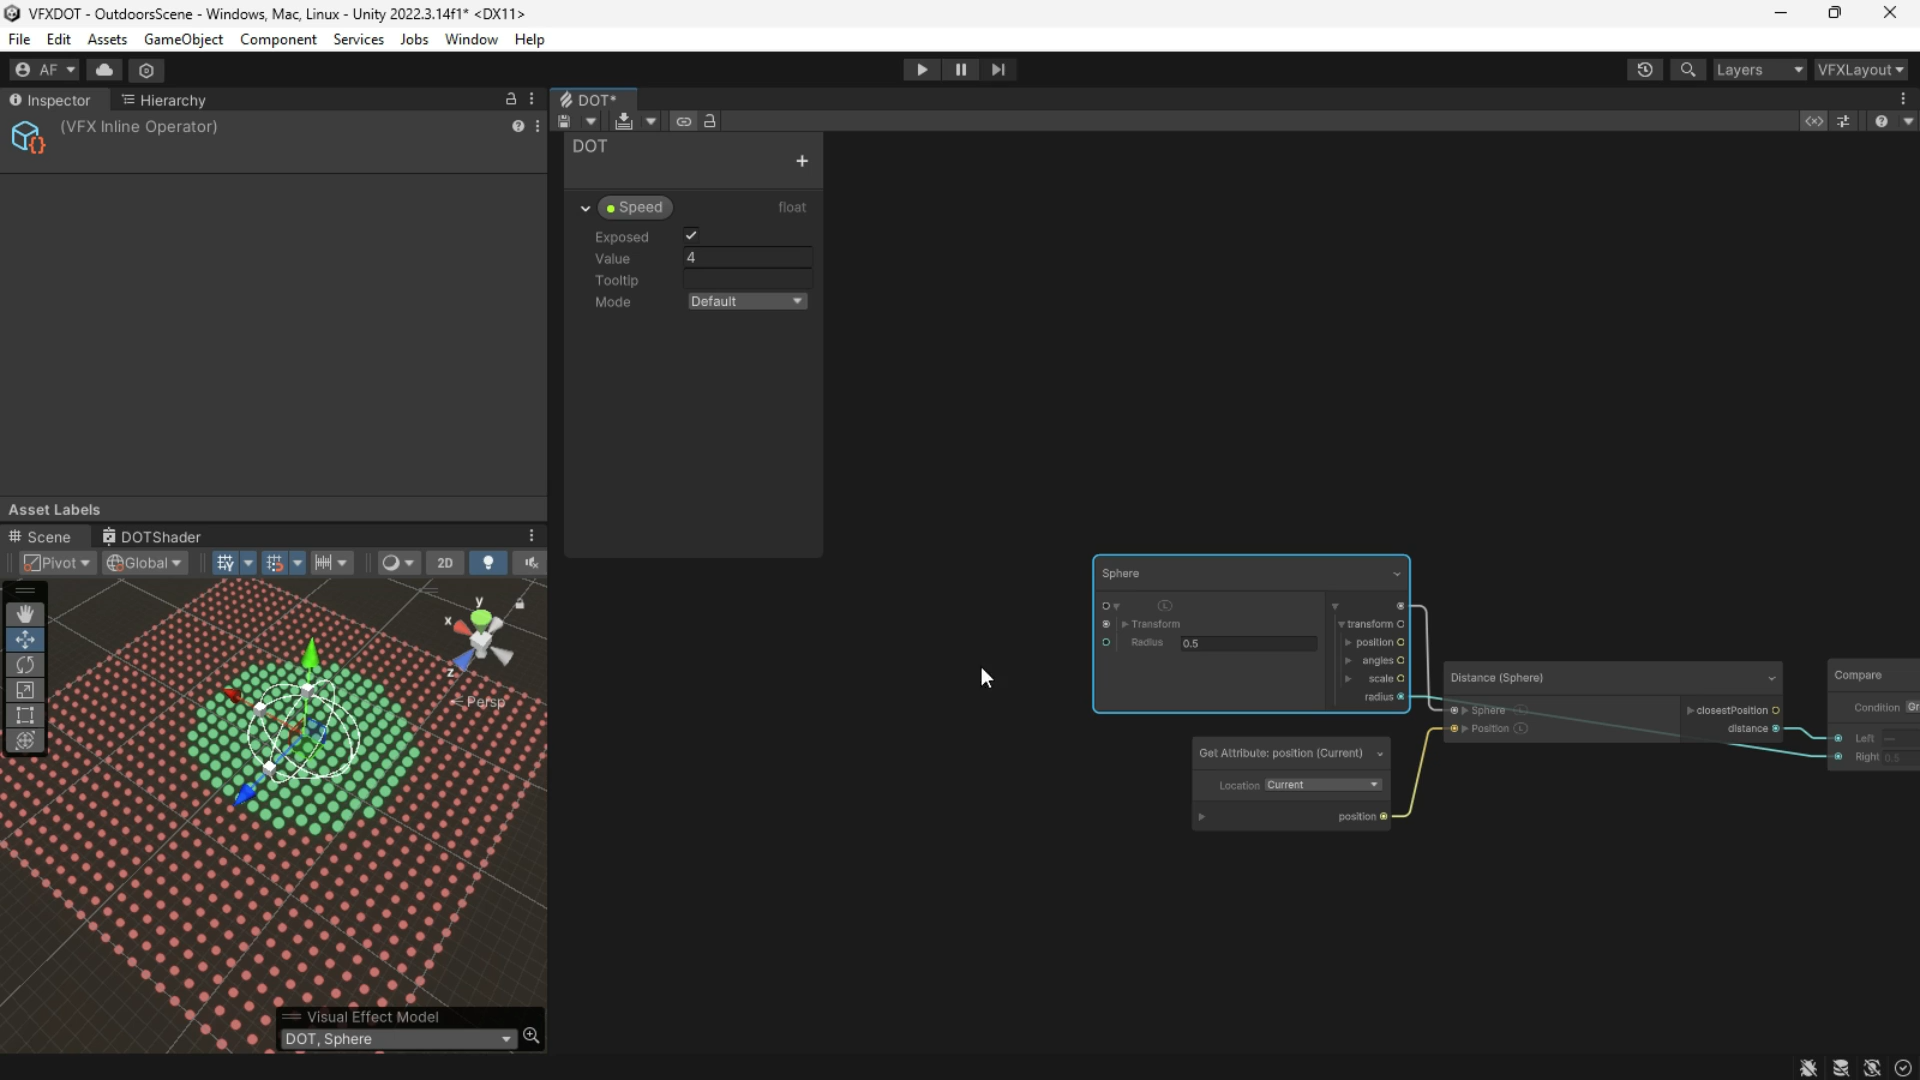 VFXDOT - OutdoorsScene - Windows, Mac, Linux - Unity 2022.3.14f1* <DX11>
File Edit Assets GameObject Component Services Jobs Window Help
AF
Layers VFXLayout
Inspector Hierarchy
DOT*
(VFX Inline Operator)
DOT
+
Speed float
Exposed
Value 4
Tooltip
Mode Default
Asset Labels
Scene DOTShader
Pivot Global 2D
y
x
z
Persp
Visual Effect Model
DOT, Sphere
Sphere
L
Transform
Radius 0.5
transform
position
angles
scale
radius
Get Attribute: position (Current)
Location Current
position
Distance (Sphere)
Sphere L
Position L
closestPosition
distance
Compare
Condition Gr
Left
Right 0.5